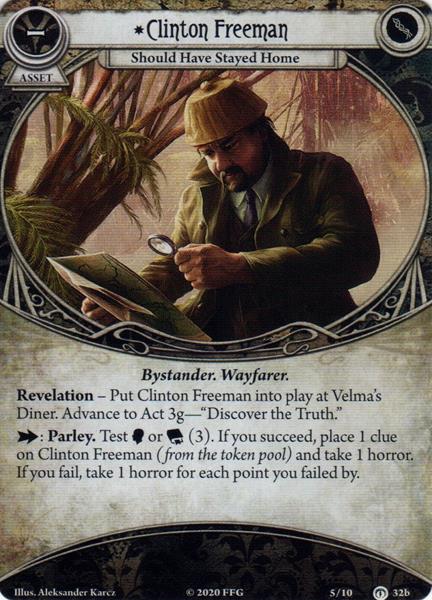 *Clinton Freeman
Should Have Stayed Home
ASSET
Bystander. Wayfarer.
Revelation – Put Clinton Freeman into play at Velma's
Diner. Advance to Act 3g—“Discover the Truth.”
: Parley. Test or (3). If you succeed, place 1 clue
on Clinton Freeman (from the token pool) and take 1 horror.
If you fail, take 1 horror for each point you failed by.
Illus. Aleksander Karcz © 2020 FFG 5/10 32b